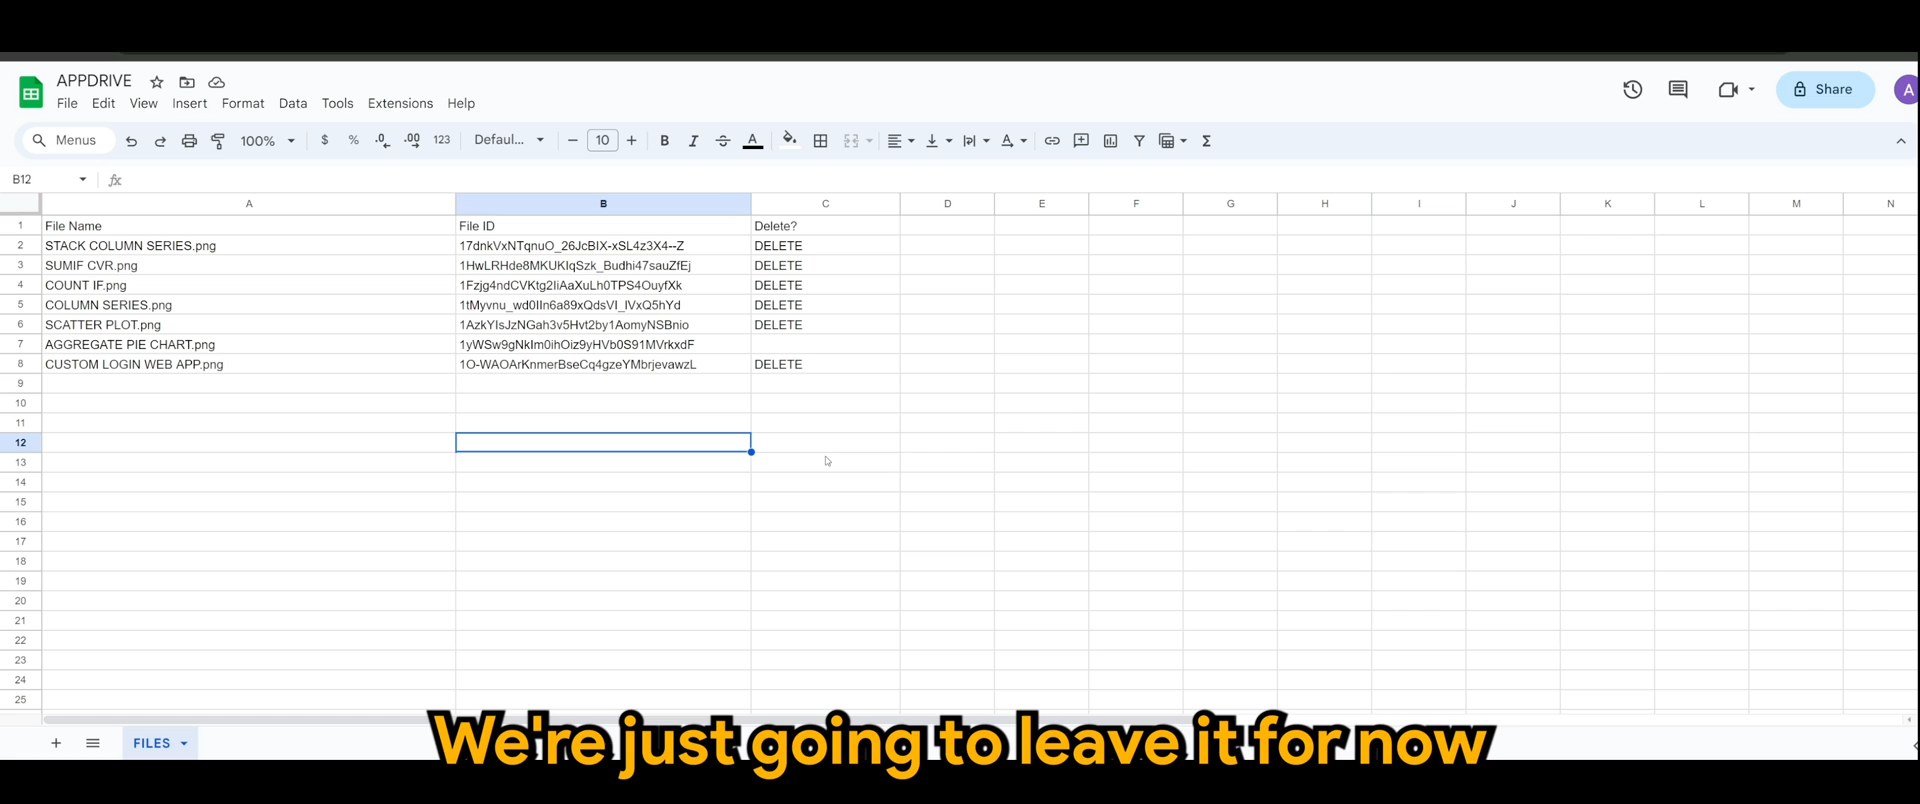 APPDRIVE
File Edit View Insert Format Data Tools Extensions Help
Share
A
Menus 100% $ % .0 .00 123 Defaul... 10 B I A
B12
A B C D E F G H I J K L M N
1 File Name File ID Delete?
2 STACK COLUMN SERIES.png 17dnkVxNTqnuO_26JcBIX-xSL4z3X4--Z DELETE
3 SUMIF CVR.png 1HwLRHde8MKUKIqSzk_Budhi47sauZfEj DELETE
4 COUNT IF.png 1Fzjg4ndCVKtg2IiAaXuLh0TPS4OuyfXk DELETE
5 COLUMN SERIES.png 1tMyvnu_wd0IIn6a89xQdsVI_IVxQ5hYd DELETE
6 SCATTER PLOT.png 1AzkYIsJzNGah3v5Hvt2by1AomyNSBnio DELETE
7 AGGREGATE PIE CHART.png 1yWSw9gNkIm0ihOiz9yHVb0S91MVrkxdF
8 CUSTOM LOGIN WEB APP.png 1O-WAOArKnmerBseCq4gzeYMbrjevawzL DELETE
9
10
11
12
13
14
15
16
17
18
19
20
21
22
23
24
25
FILES
We're just going to leave it for now